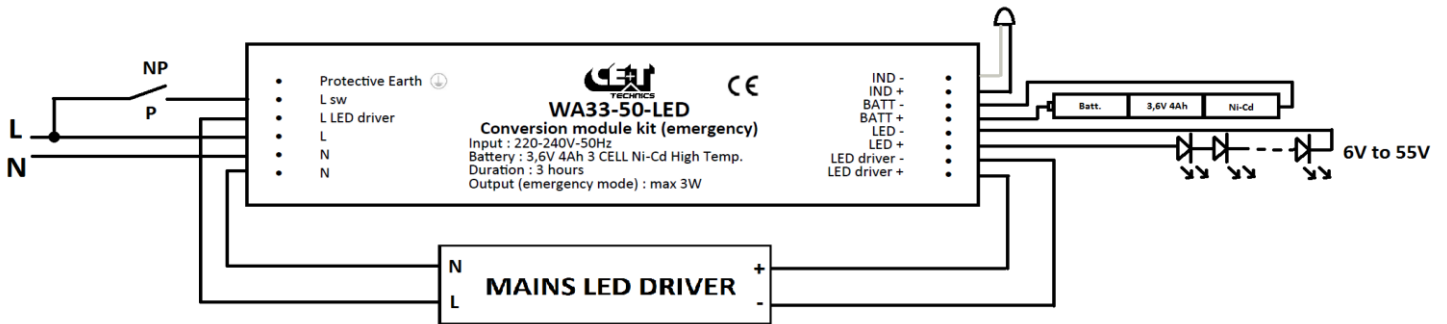 NP
P
L
N
Protective Earth
L sw
L LED driver
L
N
N
CE+T
TECHNICS
CE
WA33-50-LED
Conversion module kit (emergency)
Input : 220-240V-50Hz
Battery : 3,6V 4Ah 3 CELL Ni-Cd High Temp.
Duration : 3 hours
Output (emergency mode) : max 3W
IND -
IND +
BATT -
BATT +
LED -
LED +
LED driver -
LED driver +
Batt. 3,6V 4Ah Ni-Cd
6V to 55V
N +
MAINS LED DRIVER
L -